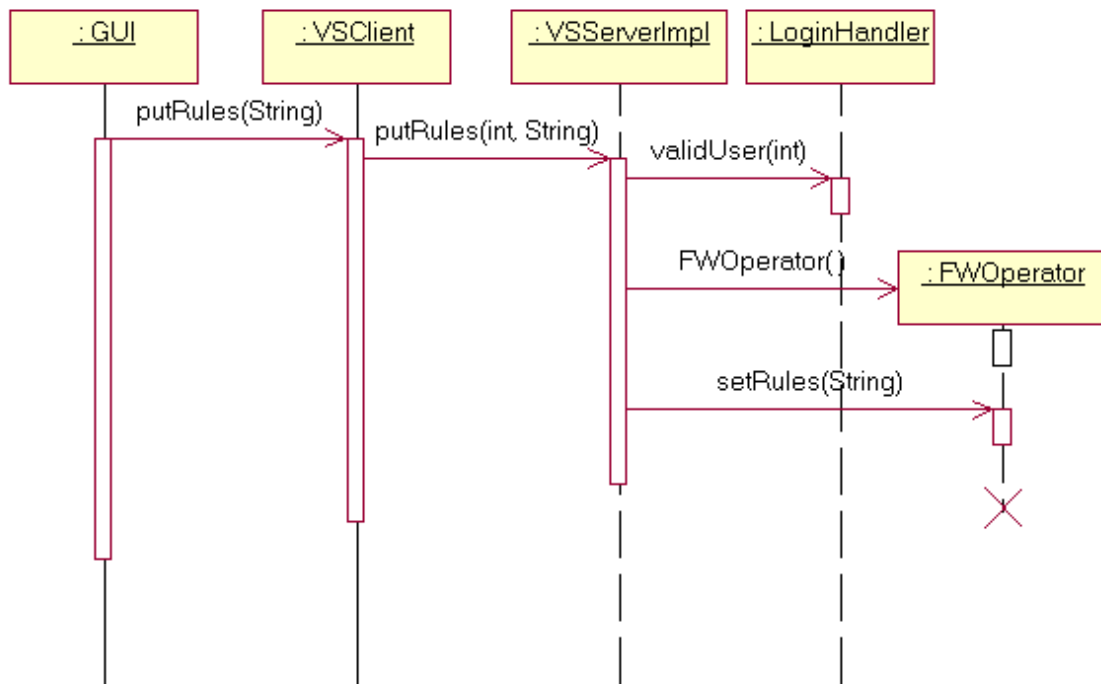 : GUI
: VSClient
: VSServerImpl
: LoginHandler
putRules(String)
putRules(int, String)
validUser(int)
FWOperator( )
: FWOperator
setRules(String)